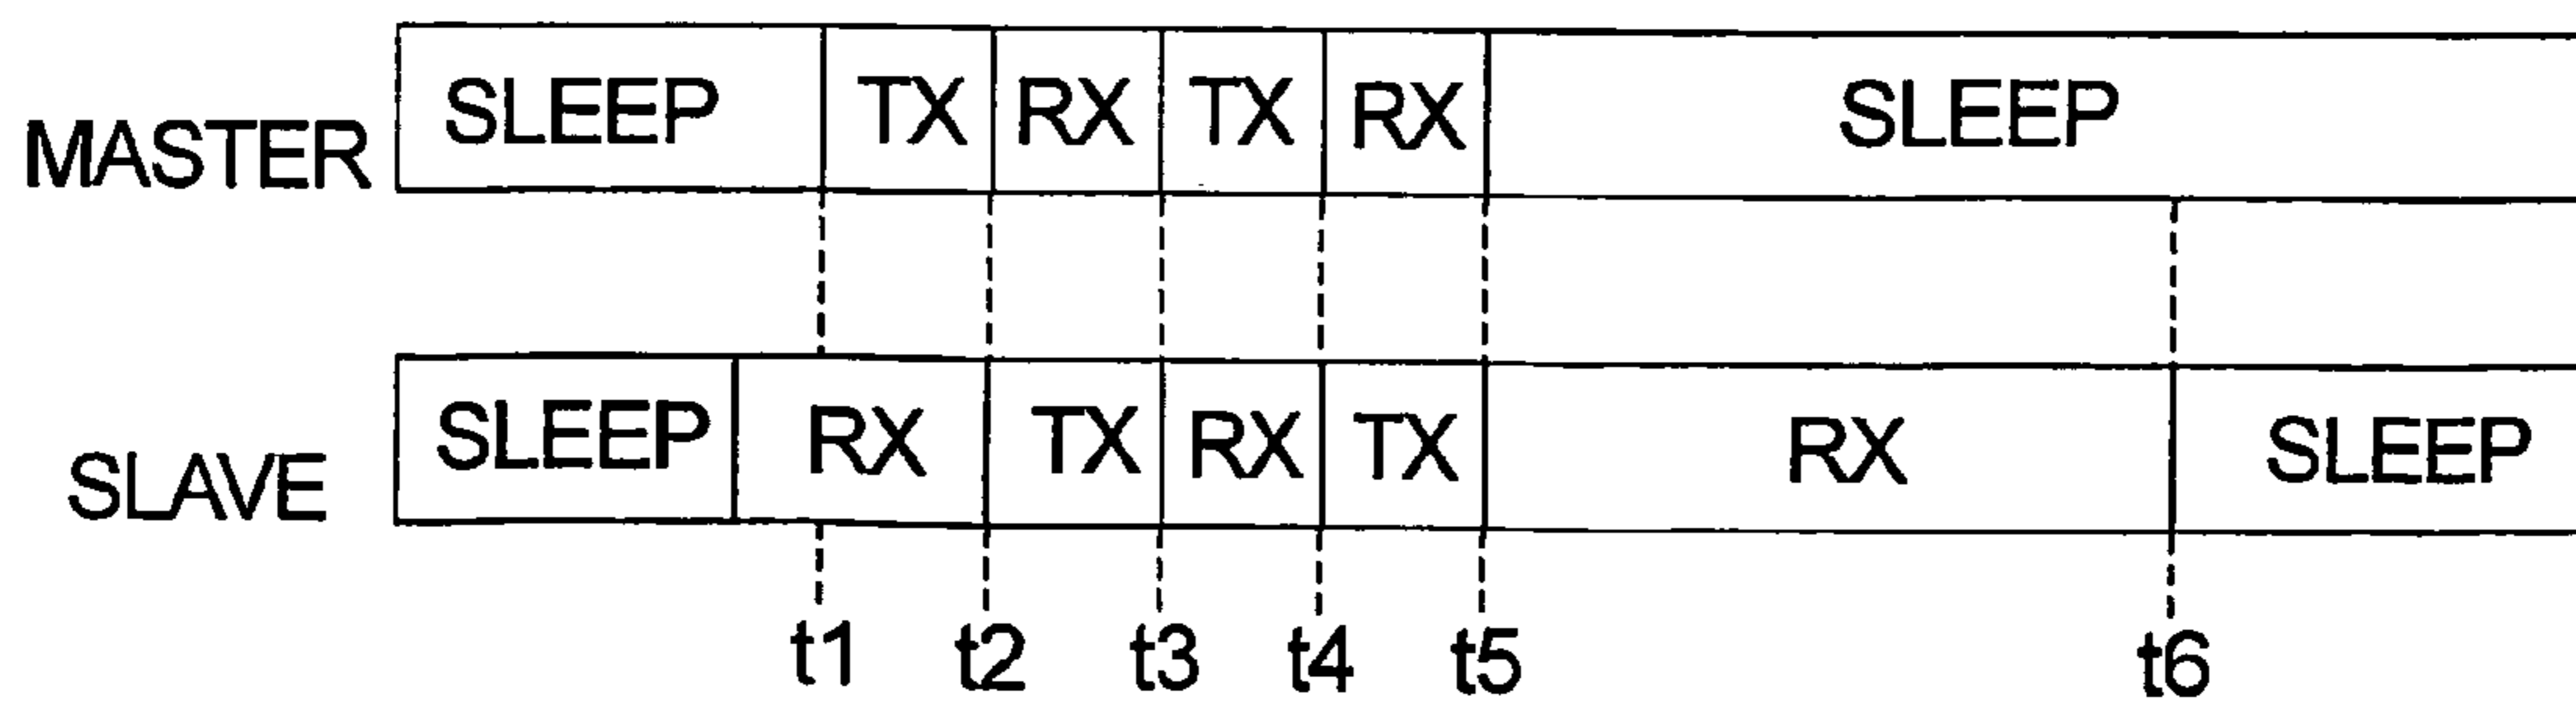 MASTER SLEEP TX RX TX RX SLEEP
SLAVE SLEEP RX TX RX TX RX SLEEP
t1 t2 t3 t4 t5 t6